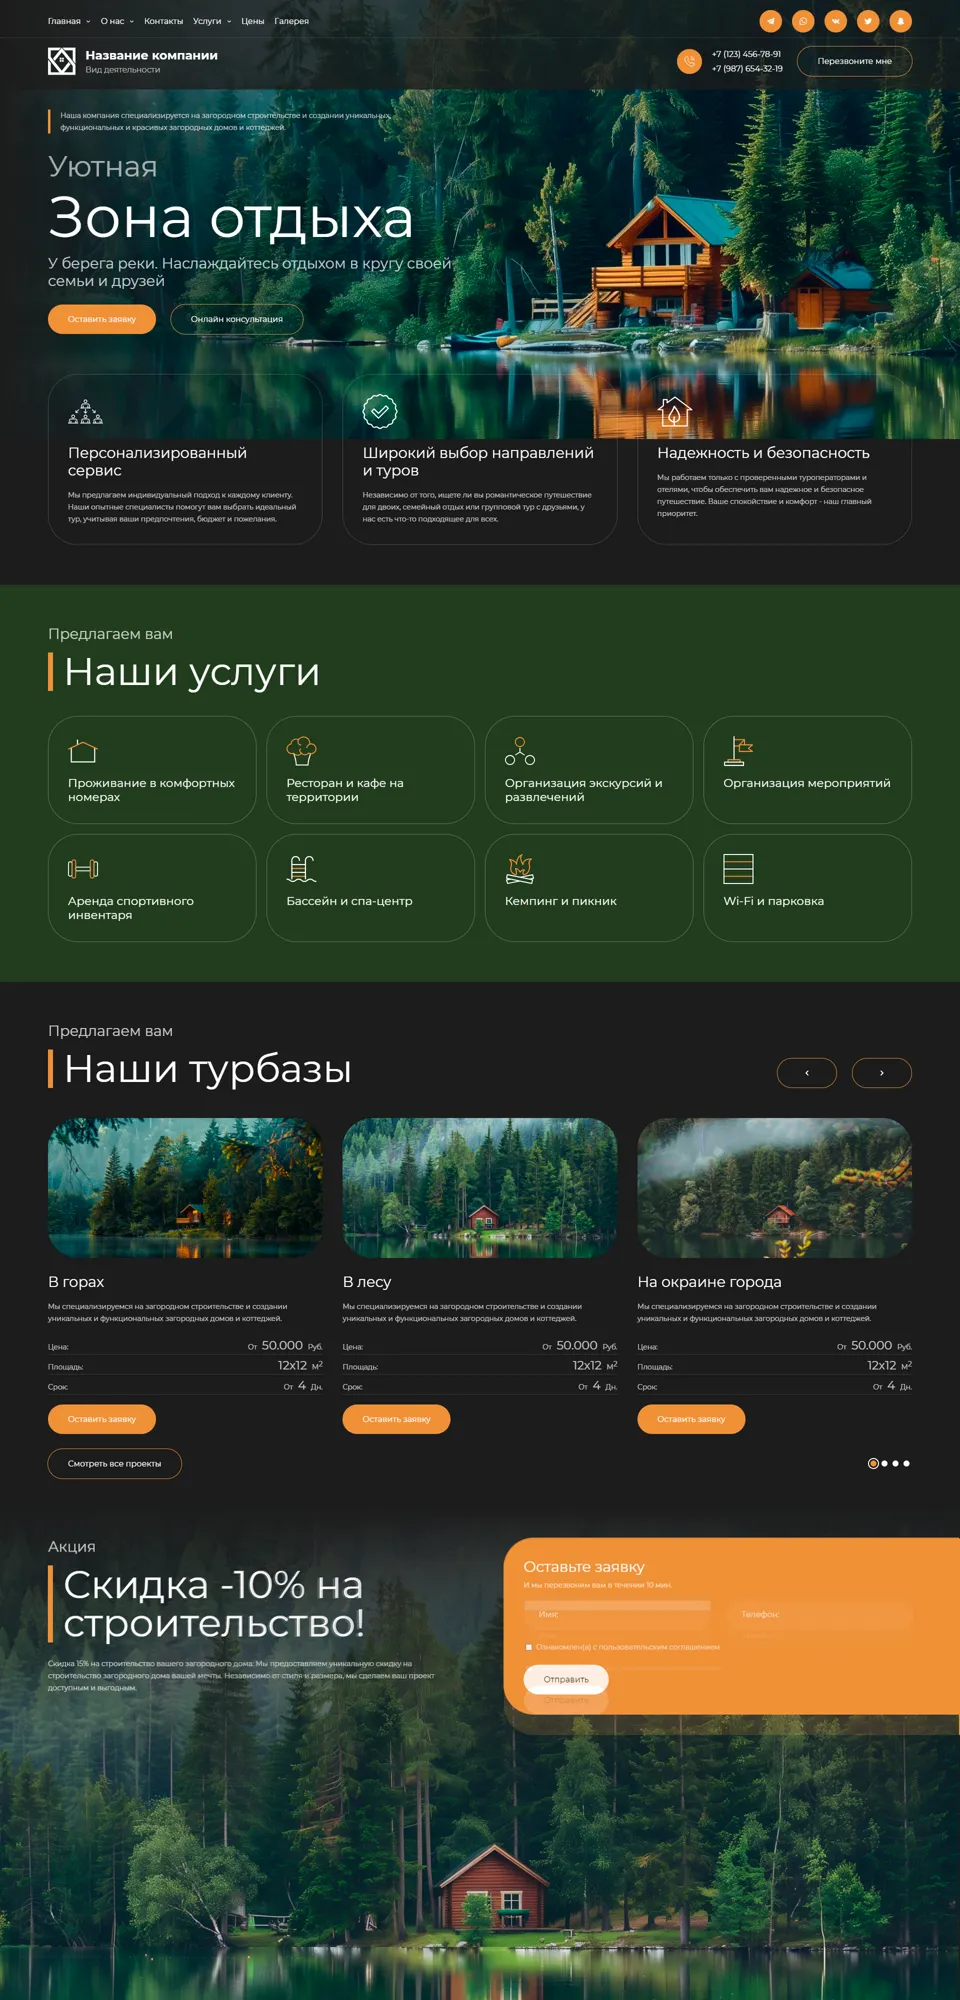 Главная О нас Контакты Услуги Цены Галерея
Название компании
Вид деятельности
+7 (123) 456-78-91
+7 (987) 654-32-19
Перезвоните мне
Наша компания специализируется на загородном строительстве и создании уникальных,
функциональных и красивых загородных домов и коттеджей.
Уютная
Зона отдыха
У берега реки. Наслаждайтесь отдыхом в кругу своей
семьи и друзей
Оставить заявку
Онлайн консультация
Персонализированный
сервис
Мы предлагаем индивидуальный подход к каждому клиенту.
Наши опытные специалисты помогут вам выбрать идеальный
тур, учитывая ваши предпочтения, бюджет и пожелания.
Широкий выбор направлений
и туров
Независимо от того, ищете ли вы романтическое путешествие
для двоих, семейный отдых или групповой тур с друзьями, у
нас есть что-то подходящее для всех.
Надежность и безопасность
Мы работаем только с проверенными туроператорами и
отелями, чтобы обеспечить вам надежное и безопасное
путешествие. Ваше спокойствие и комфорт - наш главный
приоритет.
Предлагаем вам
Наши услуги
Проживание в комфортных
номерах
Ресторан и кафе на
территории
Организация экскурсий и
развлечений
Организация мероприятий
Аренда спортивного
инвентаря
Бассейн и спа-центр
Кемпинг и пикник
Wi-Fi и парковка
Предлагаем вам
Наши турбазы
В горах
Мы специализируемся на загородном строительстве и создании
уникальных и функциональных загородных домов и коттеджей.
Цена: От 50.000 Руб.
Площадь: 12x12 м²
Срок: От 4 Дн.
Оставить заявку
В лесу
Мы специализируемся на загородном строительстве и создании
уникальных и функциональных загородных домов и коттеджей.
Цена: От 50.000 Руб.
Площадь: 12x12 м²
Срок: От 4 Дн.
Оставить заявку
На окраине города
Мы специализируемся на загородном строительстве и создании
уникальных и функциональных загородных домов и коттеджей.
Цена: От 50.000 Руб.
Площадь: 12x12 м²
Срок: От 4 Дн.
Оставить заявку
Смотреть все проекты
Акция
Скидка -10% на
строительство!
Скидка 15% на строительство вашего загородного дома: Мы предоставляем уникальную скидку на
строительство загородного дома вашей мечты. Независимо от стиля и размера, мы сделаем ваш проект
доступным и выгодным.
Оставьте заявку
И мы перезвоним вам в течении 10 мин.
Имя:
Телефон:
Ознакомлен(а) с пользовательским соглашением
Отправить
Отправить